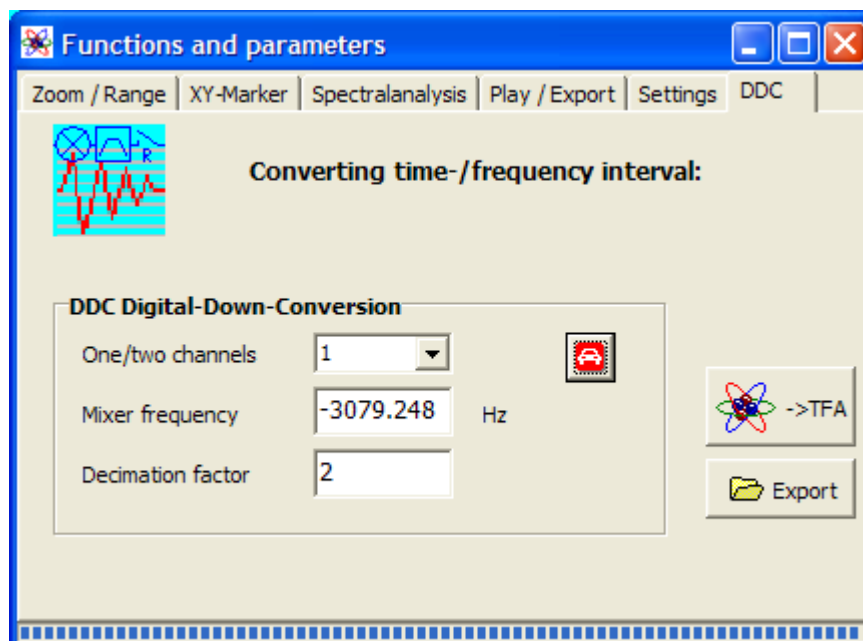 Functions and parameters
Zoom / Range XY-Marker Spectralanalysis Play / Export Settings DDC
R
Converting time-/frequency interval:
DDC Digital-Down-Conversion
One/two channels 1
Mixer frequency -3079.248 Hz
->TFA
Decimation factor 2
Export